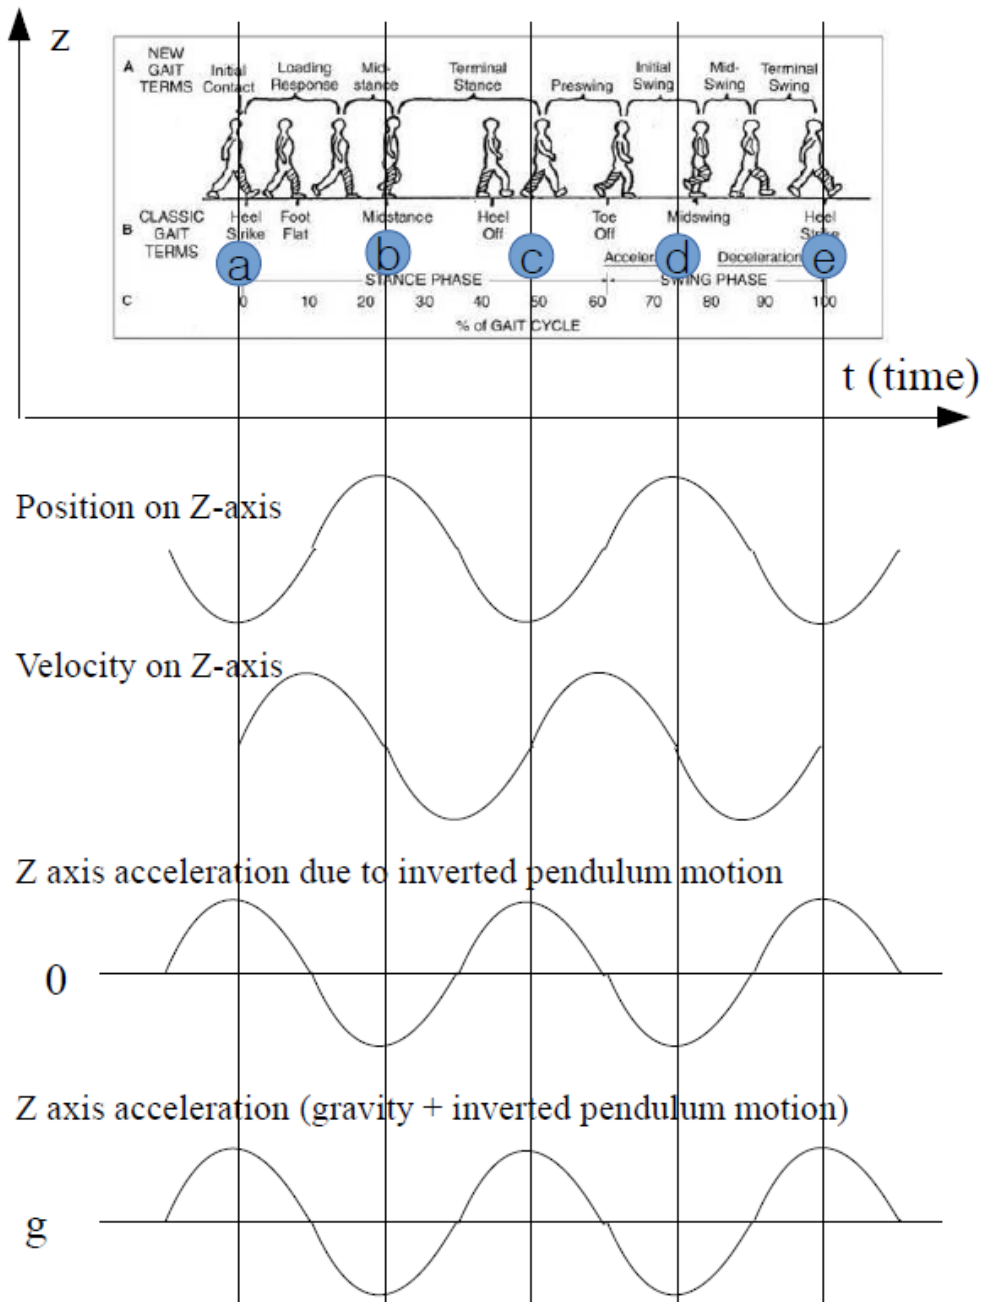 z
A
NEW
GAIT
TERMS
Initial
Contact
Loading
Response
Mid-
stance
Terminal
Stance
Preswing
Initial
Swing
Mid-
Swing
Terminal
Swing
B
CLASSIC
GAIT
TERMS
Heel
Strike
Foot
Flat
Midstance
Heel
Off
Toe
Off
Midswing
Heel
Strike
a
b
c
d
e
Acceler
Deceleration
STANCE PHASE
SWING PHASE
C
0 10 20 30 40 50 60 70 80 90 100
% of GAIT CYCLE
t (time)
Position on Z-axis
Velocity on Z-axis
Z axis acceleration due to inverted pendulum motion
0
Z axis acceleration (gravity + inverted pendulum motion)
g